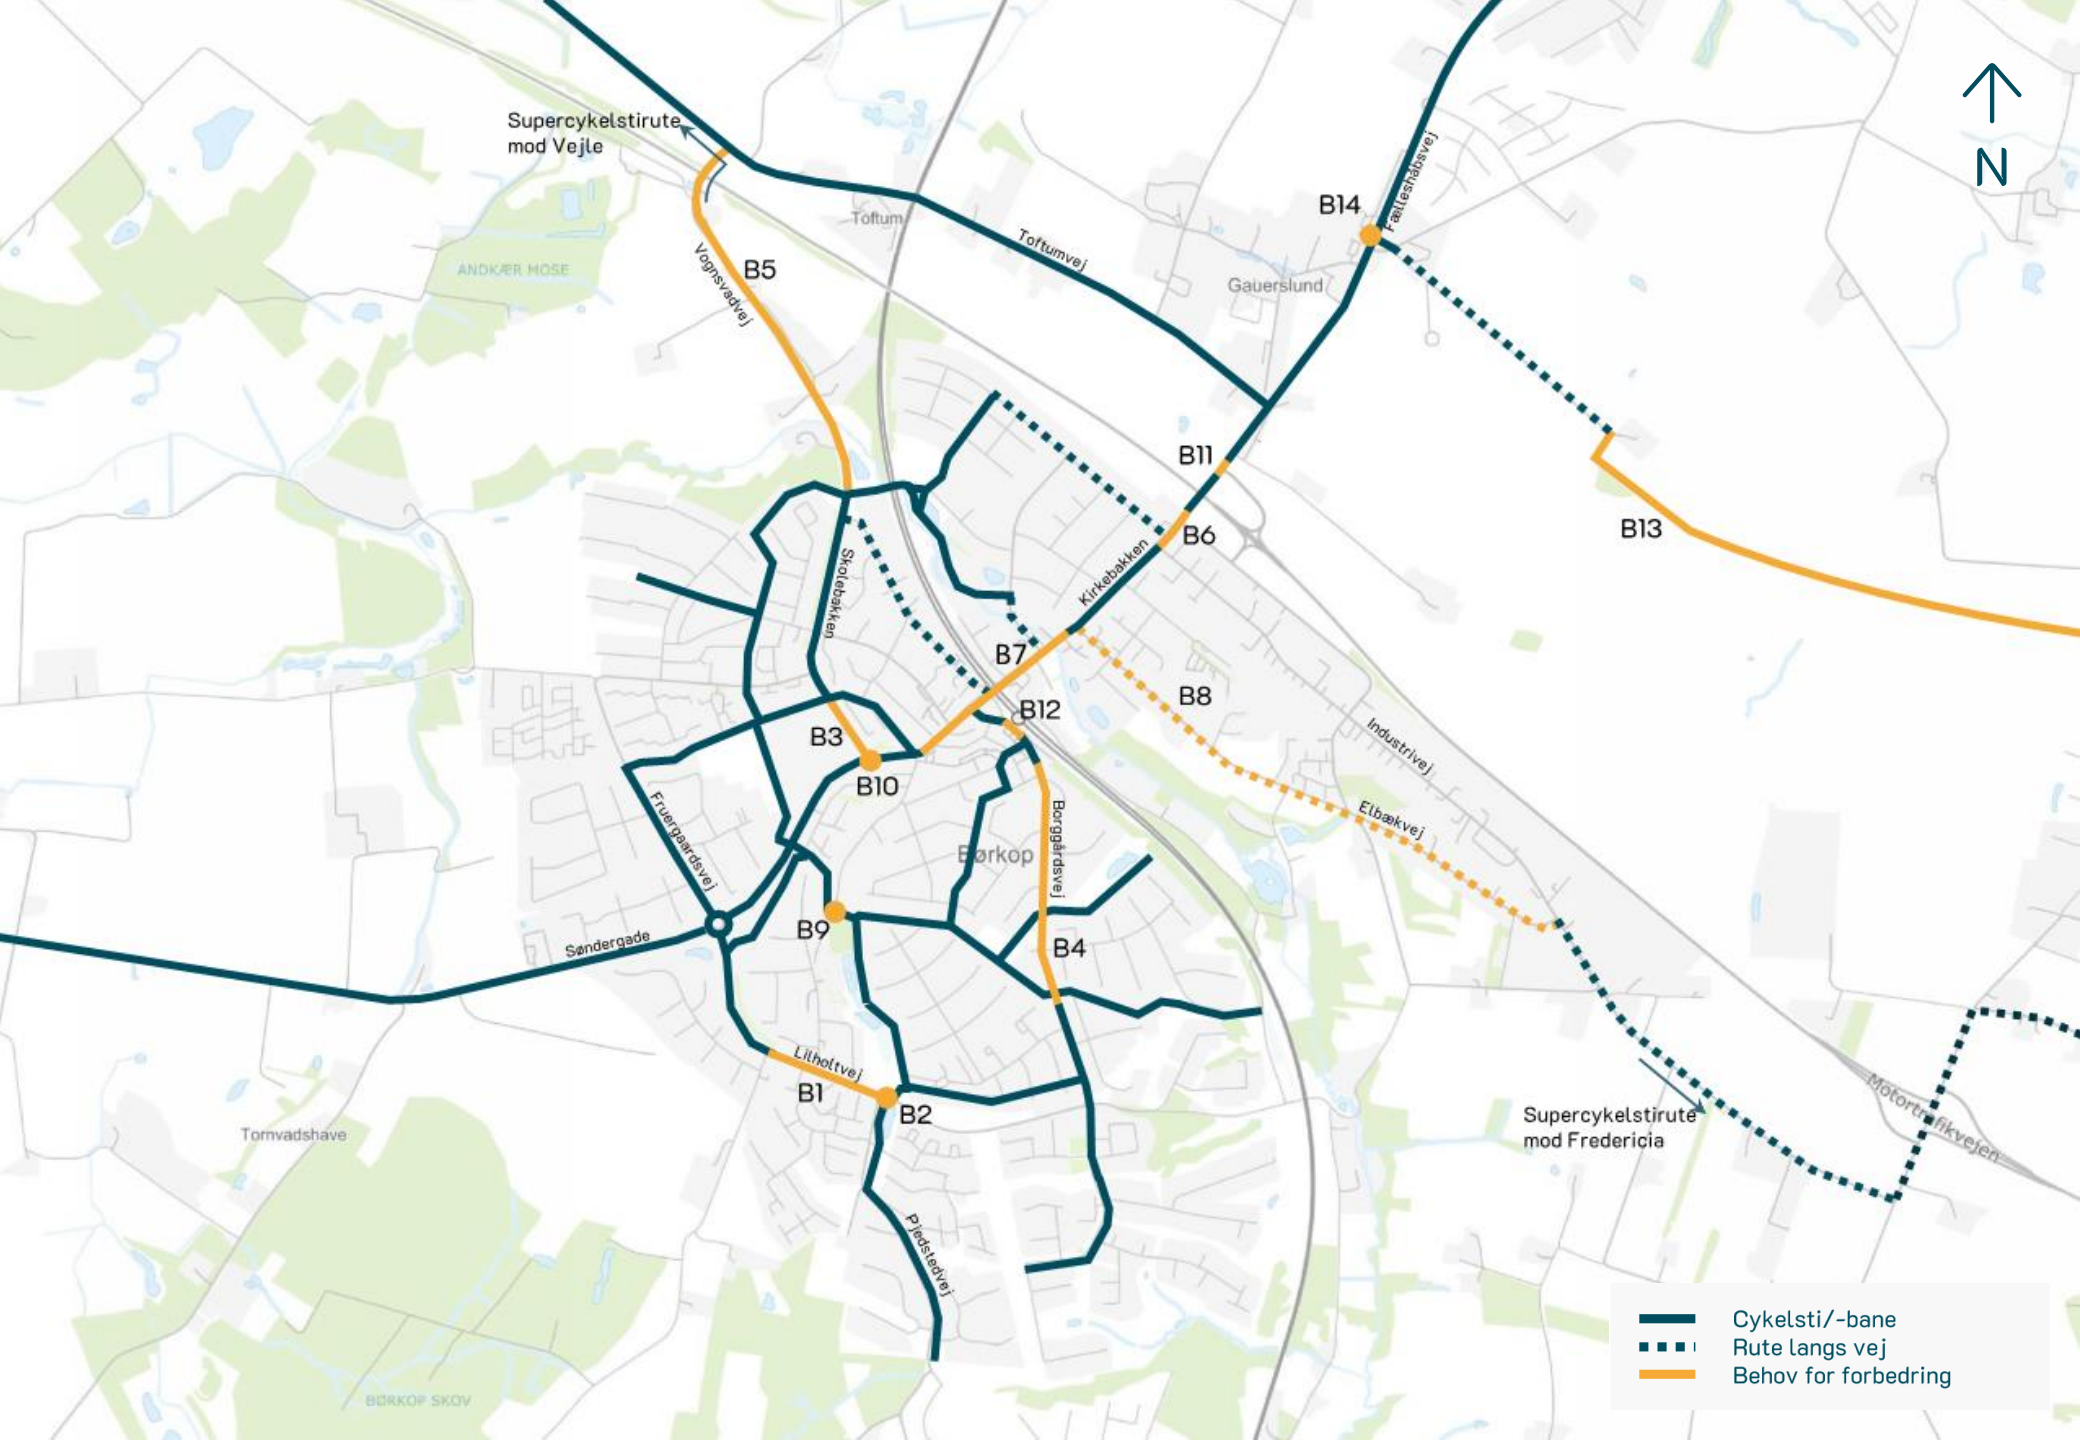 Supercykelstirute
mod Vejle
N
Fælleshåbsvej
B14
Toftum
Toftumvej
ANDKÆR MOSE
B5
Vognsvadvej
Gauerslund
B11
B6
B13
Kirkebakken
Skolebakken
B7
B8
B12
B3
Industrivej
B10
Elbækvej
Fruergaardsvej
Borggårdsvej
Børkop
B9
Søndergade
B4
Lilholtvej
B1
B2
Supercykelstirute
mod Fredericia
Motortrafikvejen
Tornvadshave
Pjedstedvej
BØRKOP SKOV
Cykelsti/-bane
Rute langs vej
Behov for forbedring